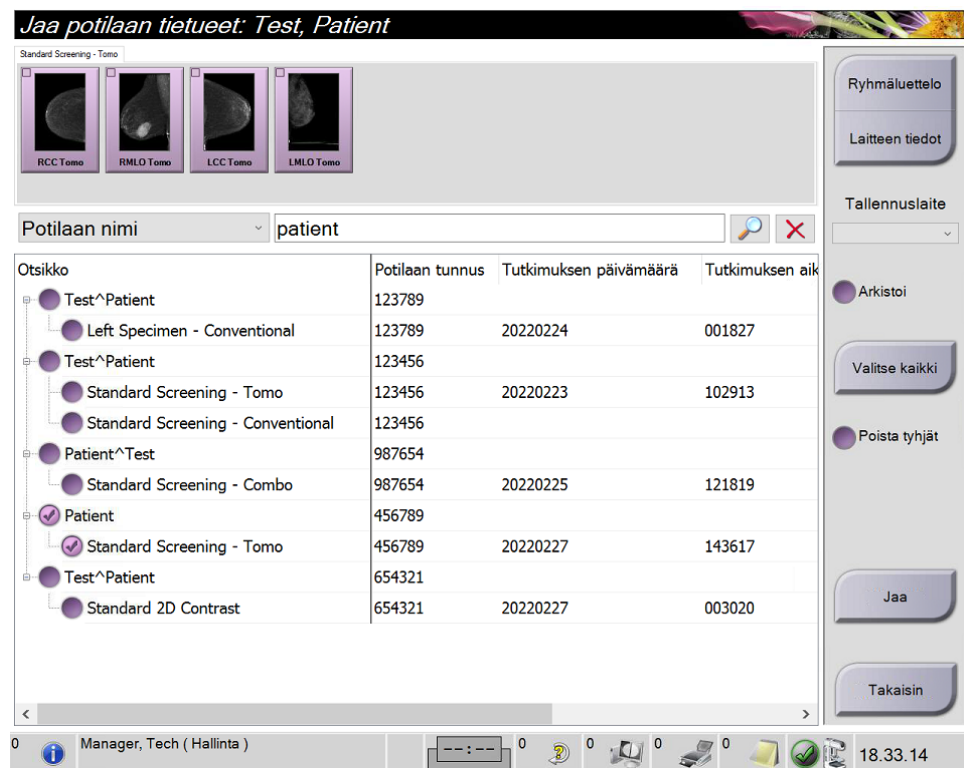 Jaa potilaan tietueet: Test, Patient
Standard Screening - Tomo
RCC Tomo
RMLO Tomo
LCC Tomo
LMLO Tomo
Ryhmäluettelo
Laitteen tiedot
Tallennuslaite
Potilaan nimi
patient
Otsikko Potilaan tunnus Tutkimuksen päivämäärä Tutkimuksen aik
Test^Patient 123789
Left Specimen - Conventional 123789 20220224 001827
Test^Patient 123456
Standard Screening - Tomo 123456 20220223 102913
Standard Screening - Conventional 123456
Patient^Test 987654
Standard Screening - Combo 987654 20220225 121819
Patient 456789
Standard Screening - Tomo 456789 20220227 143617
Test^Patient 654321
Standard 2D Contrast 654321 20220227 003020
Arkistoi
Valitse kaikki
Poista tyhjät
Jaa
Takaisin
0 Manager, Tech ( Hallinta ) --:-- 0 0 0 0 18.33.14